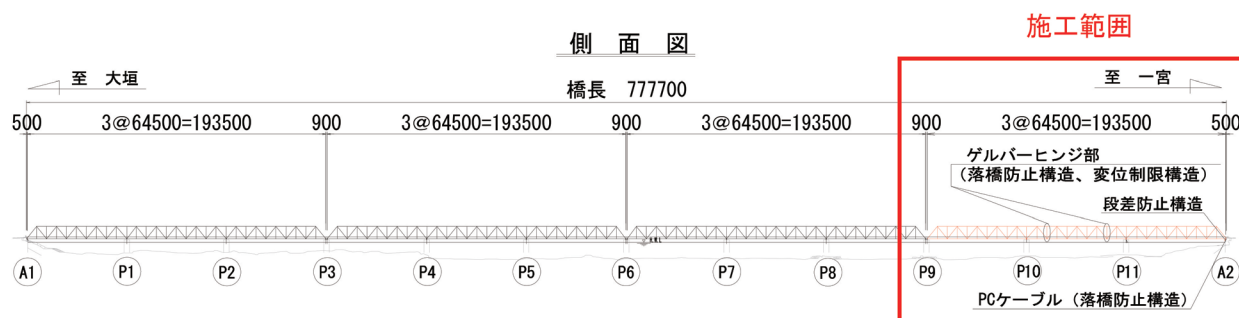 施工範囲
側 面 図
至 大垣
至 一宮
橋長 777700
500
3@64500=193500
900
3@64500=193500
900
3@64500=193500
900
3@64500=193500
500
ゲルバーヒンジ部
(落橋防止構造、変位制限構造)
段差防止構造
H.W.L
A1
P1
P2
P3
P4
P5
P6
P7
P8
P9
P10
P11
A2
PCケーブル(落橋防止構造)